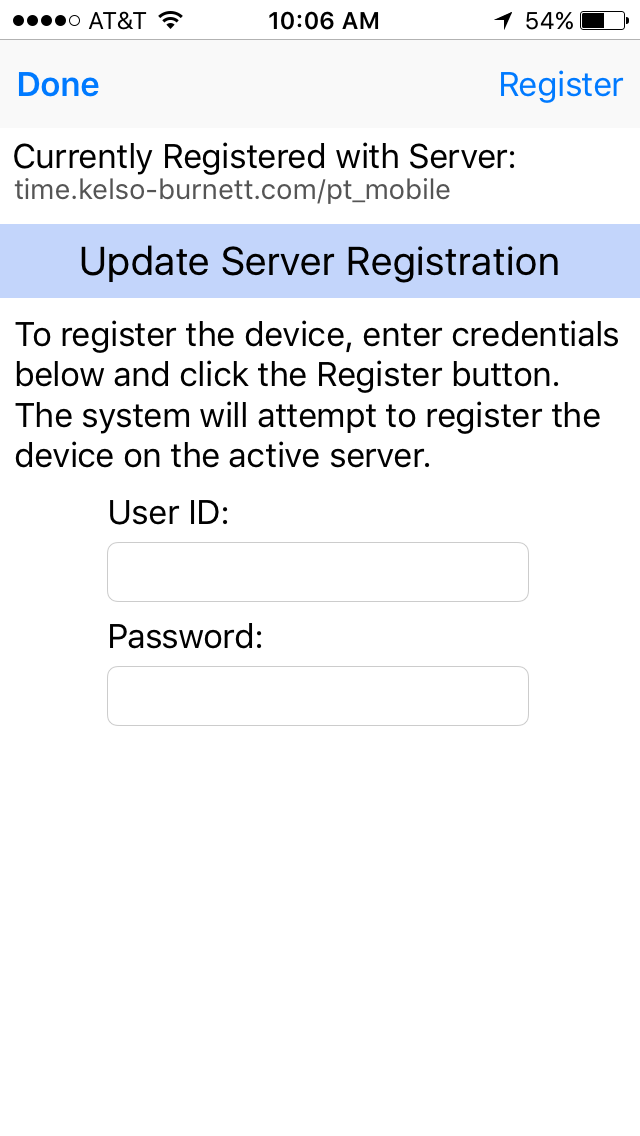 AT&T 10:06 AM 54%
Done Register
Currently Registered with Server:
time.kelso-burnett.com/pt_mobile
Update Server Registration
To register the device, enter credentials
below and click the Register button.
The system will attempt to register the
device on the active server.
User ID:
Password: